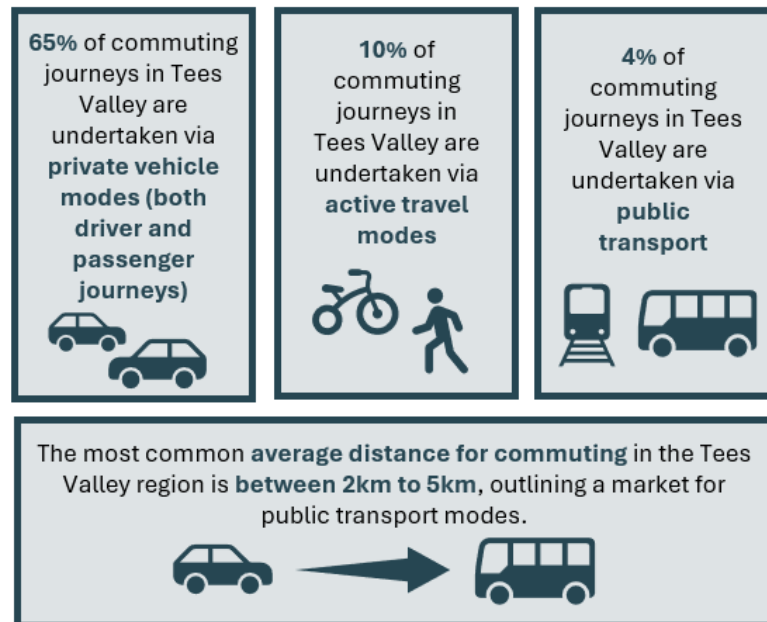 65% of commuting
journeys in Tees
Valley are
undertaken via
private vehicle
modes (both
driver and
passenger
journeys)
10% of
commuting
journeys in
Tees Valley are
undertaken via
active travel
modes
4% of
commuting
journeys in Tees
Valley are
undertaken via
public
transport
The most common average distance for commuting in the Tees
Valley region is between 2km to 5km, outlining a market for
public transport modes.